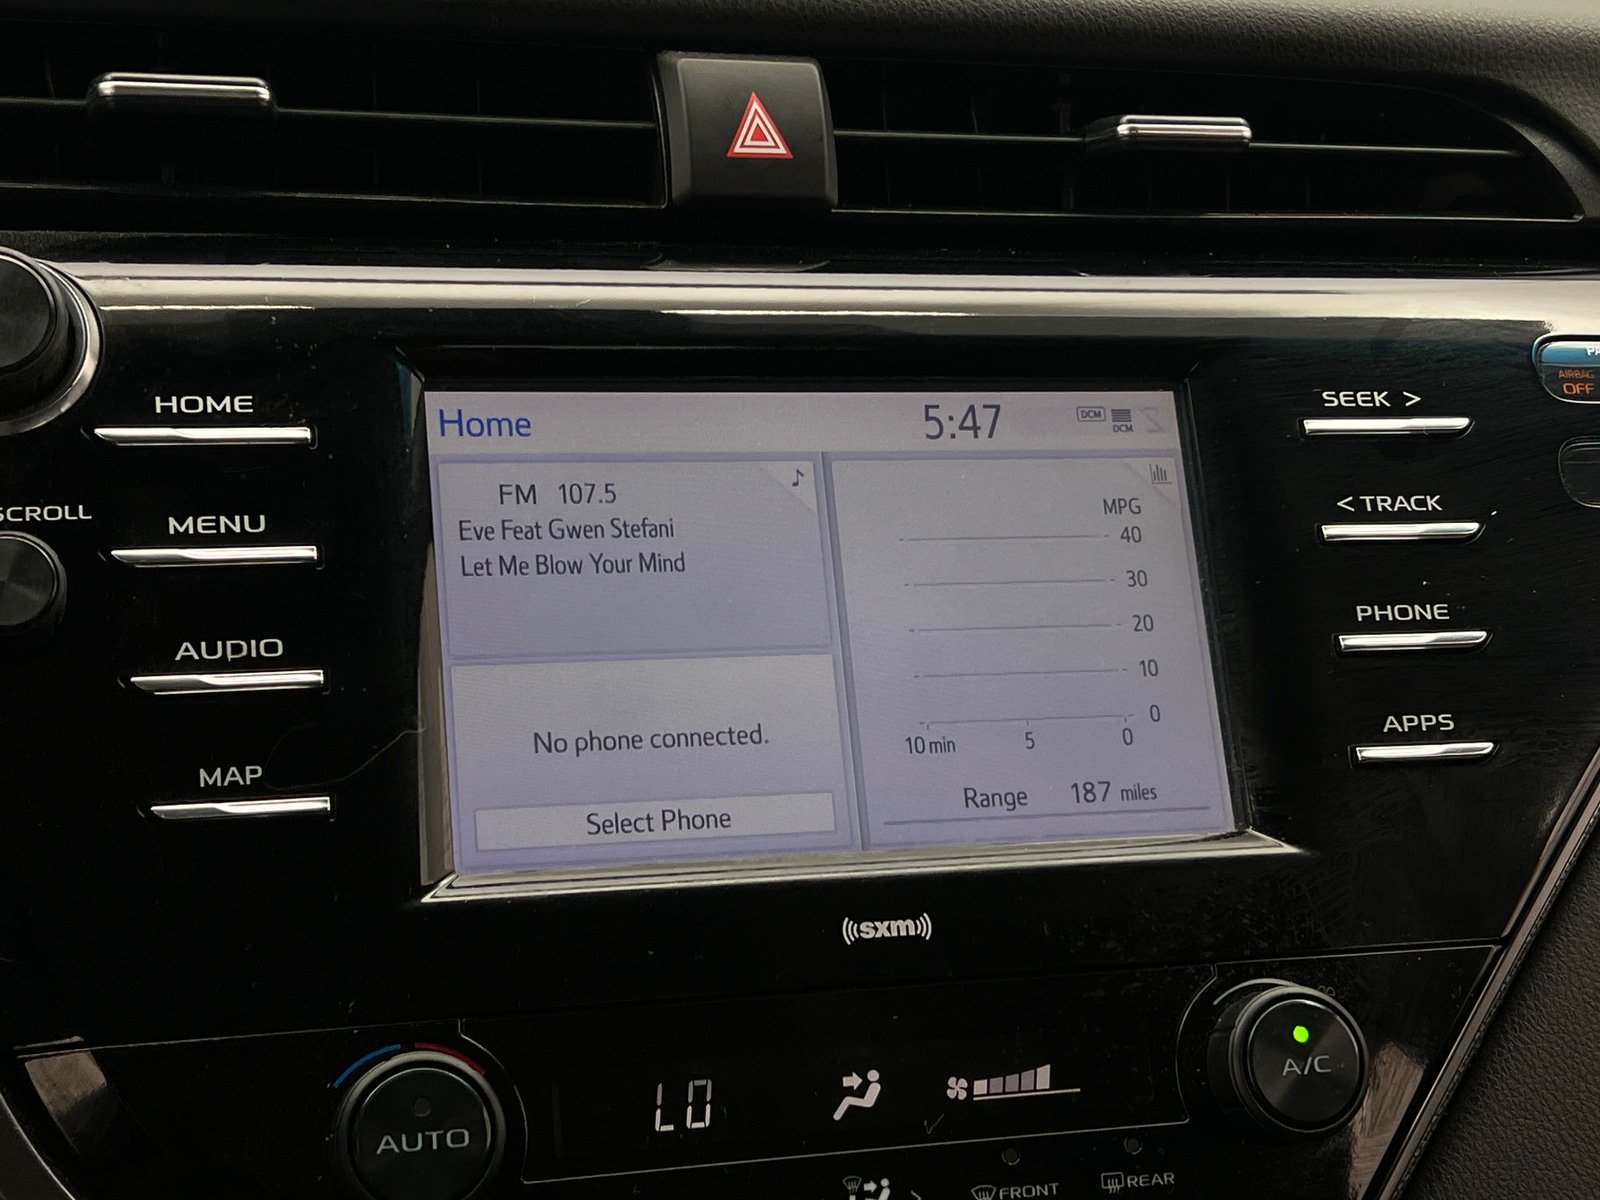 HOME
MENU
SCROLL
AUDIO
MAP
Home
5:47
DCM
DCM
FM 107.5
Eve Feat Gwen Stefani
Let Me Blow Your Mind
No phone connected.
Select Phone
MPG
40
30
20
10
0
10 min 5 0
Range 187 miles
SEEK >
< TRACK
PHONE
APPS
AIRBAG
OFF
((sxm))
AUTO
LO
A/C
FRONT
REAR